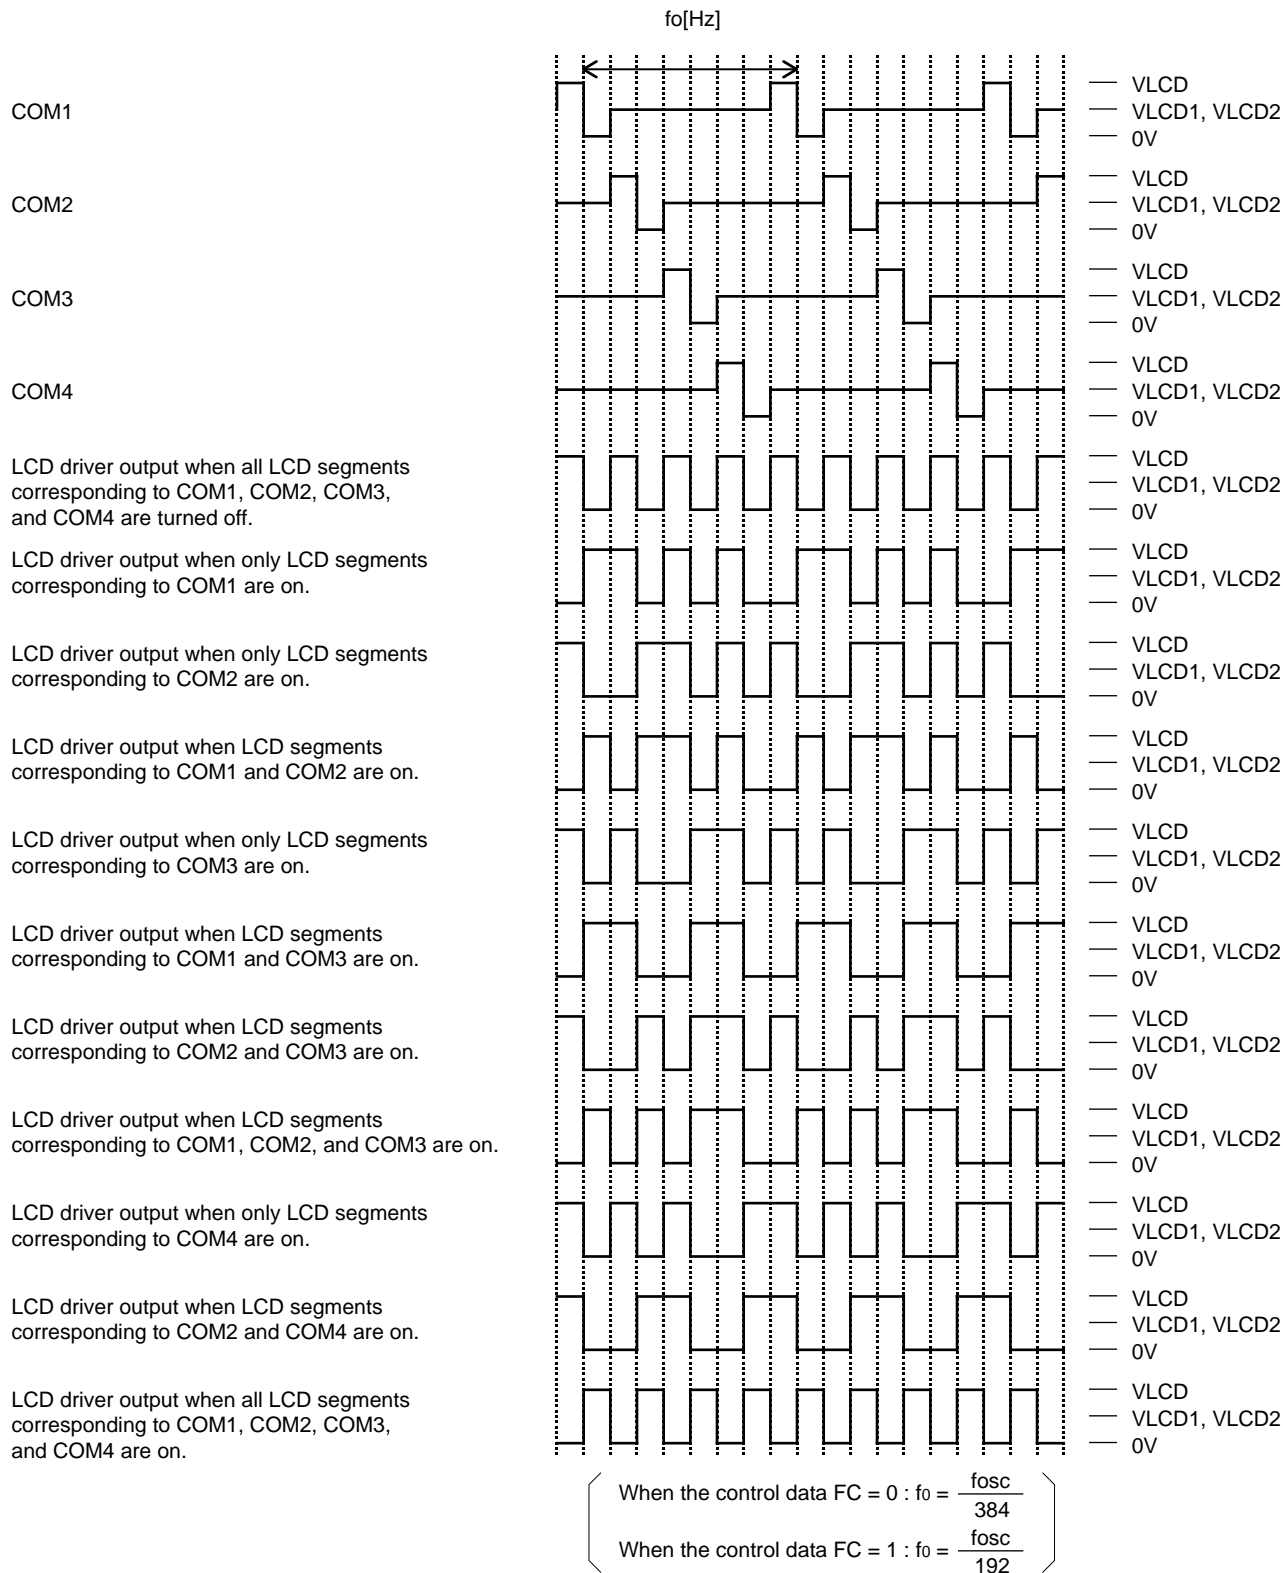 fo[Hz]
COM1
VLCD
VLCD1, VLCD2
0V
COM2
VLCD
VLCD1, VLCD2
0V
COM3
VLCD
VLCD1, VLCD2
0V
COM4
VLCD
VLCD1, VLCD2
0V
LCD driver output when all LCD segments
corresponding to COM1, COM2, COM3,
and COM4 are turned off.
VLCD
VLCD1, VLCD2
0V
LCD driver output when only LCD segments
corresponding to COM1 are on.
VLCD
VLCD1, VLCD2
0V
LCD driver output when only LCD segments
corresponding to COM2 are on.
VLCD
VLCD1, VLCD2
0V
LCD driver output when LCD segments
corresponding to COM1 and COM2 are on.
VLCD
VLCD1, VLCD2
0V
LCD driver output when only LCD segments
corresponding to COM3 are on.
VLCD
VLCD1, VLCD2
0V
LCD driver output when LCD segments
corresponding to COM1 and COM3 are on.
VLCD
VLCD1, VLCD2
0V
LCD driver output when LCD segments
corresponding to COM2 and COM3 are on.
VLCD
VLCD1, VLCD2
0V
LCD driver output when LCD segments
corresponding to COM1, COM2, and COM3 are on.
VLCD
VLCD1, VLCD2
0V
LCD driver output when only LCD segments
corresponding to COM4 are on.
VLCD
VLCD1, VLCD2
0V
LCD driver output when LCD segments
corresponding to COM2 and COM4 are on.
VLCD
VLCD1, VLCD2
0V
LCD driver output when all LCD segments
corresponding to COM1, COM2, COM3,
and COM4 are on.
VLCD
VLCD1, VLCD2
0V
When the control data FC = 0 : f0 = fosc
384
When the control data FC = 1 : f0 = fosc
192